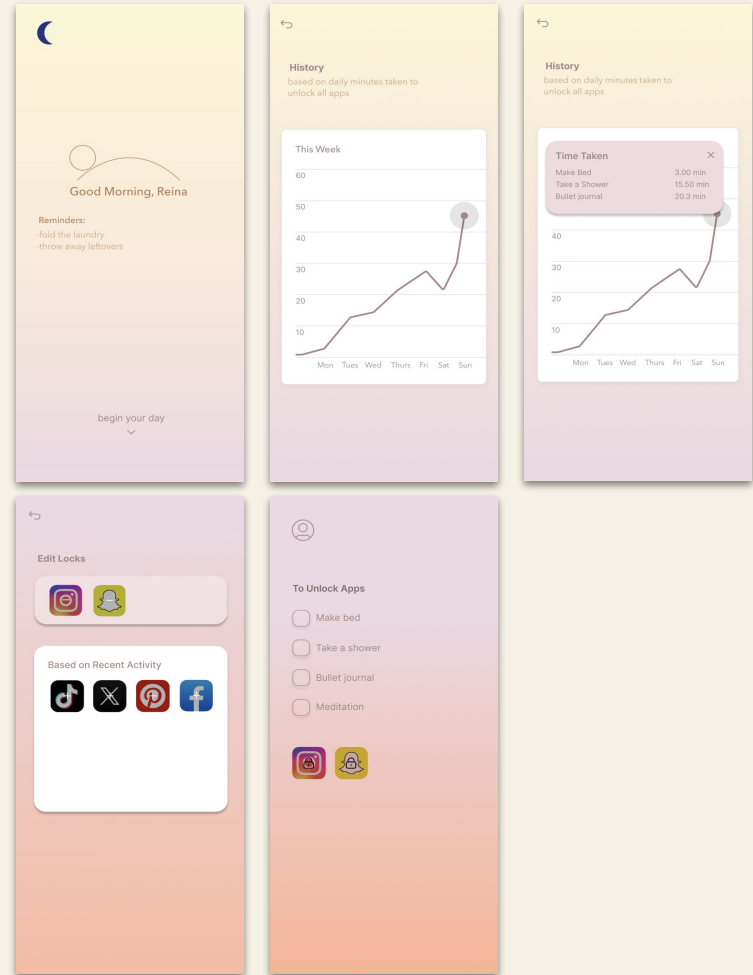 Good Morning, Reina
Reminders:
-fold the laundry
-throw away leftovers
begin your day
History
based on daily minutes taken to
unlock all apps
This Week
60
50
40
30
20
10
Mon Tues Wed Thurs Fri Sat Sun
History
based on daily minutes taken to
unlock all apps
Time Taken
Make Bed 3.00 min
Take a Shower 15.50 min
Bullet journal 20.3 min
40
30
20
10
Mon Tues Wed Thurs Fri Sat Sun
Edit Locks
Based on Recent Activity
To Unlock Apps
Make bed
Take a shower
Bullet journal
Meditation